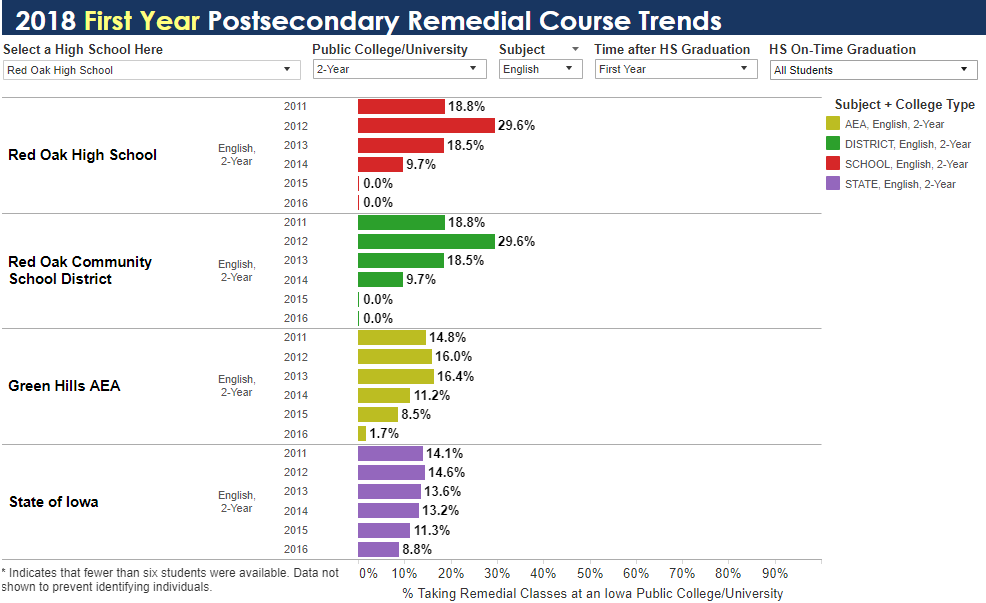 2018 First Year Postsecondary Remedial Course Trends
Select a High School Here
Public College/University
Subject
Time after HS Graduation
HS On-Time Graduation
Red Oak High School
2-Year
English
First Year
All Students
Subject + College Type
AEA, English, 2-Year
DISTRICT, English, 2-Year
SCHOOL, English, 2-Year
STATE, English, 2-Year
Red Oak High School
English,
2-Year
2011 18.8%
2012 29.6%
2013 18.5%
2014 9.7%
2015 0.0%
2016 0.0%
Red Oak Community
School District
English,
2-Year
2011 18.8%
2012 29.6%
2013 18.5%
2014 9.7%
2015 0.0%
2016 0.0%
Green Hills AEA
English,
2-Year
2011 14.8%
2012 16.0%
2013 16.4%
2014 11.2%
2015 8.5%
2016 1.7%
State of Iowa
English,
2-Year
2011 14.1%
2012 14.6%
2013 13.6%
2014 13.2%
2015 11.3%
2016 8.8%
0% 10% 20% 30% 40% 50% 60% 70% 80% 90%
% Taking Remedial Classes at an Iowa Public College/University
* Indicates that fewer than six students were available. Data not
shown to prevent identifying individuals.